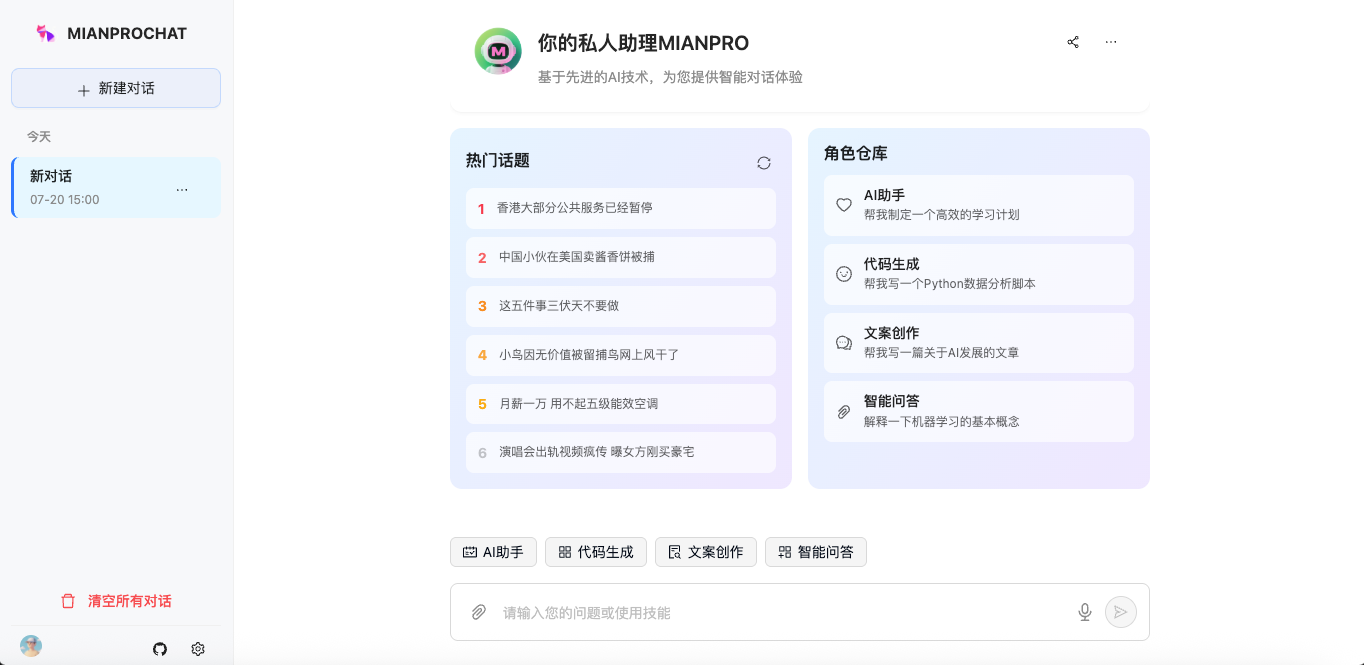 MIANPROCHAT
新建对话
今天
新对话
07-20 15:00
清空所有对话
你的私人助理MIANPRO
基于先进的AI技术，为您提供智能对话体验
热门话题
1 香港大部分公共服务已经暂停
2 中国小伙在美国卖酱香饼被捕
3 这五件事三伏天不要做
4 小鸟因无价值被留捕鸟网上风干了
5 月薪一万 用不起五级能效空调
6 演唱会出轨视频疯传 曝女方刚买豪宅
角色仓库
AI助手
帮我制定一个高效的学习计划
代码生成
帮我写一个Python数据分析脚本
文案创作
帮我写一篇关于AI发展的文章
智能问答
解释一下机器学习的基本概念
AI助手 代码生成 文案创作 智能问答
请输入您的问题或使用技能